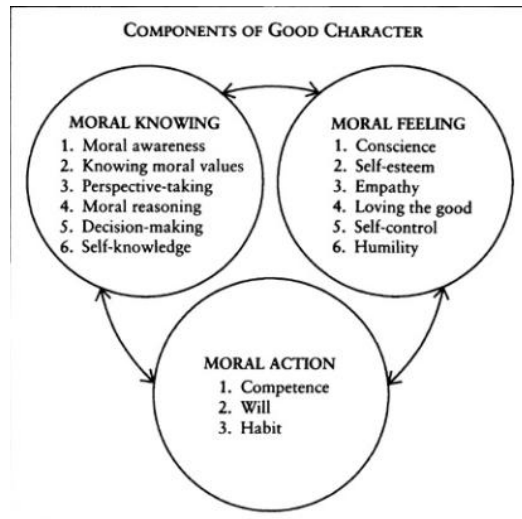 COMPONENTS OF GOOD CHARACTER
MORAL KNOWING
1. Moral awareness
2. Knowing moral values
3. Perspective-taking
4. Moral reasoning
5. Decision-making
6. Self-knowledge
MORAL FEELING
1. Conscience
2. Self-esteem
3. Empathy
4. Loving the good
5. Self-control
6. Humility
MORAL ACTION
1. Competence
2. Will
3. Habit